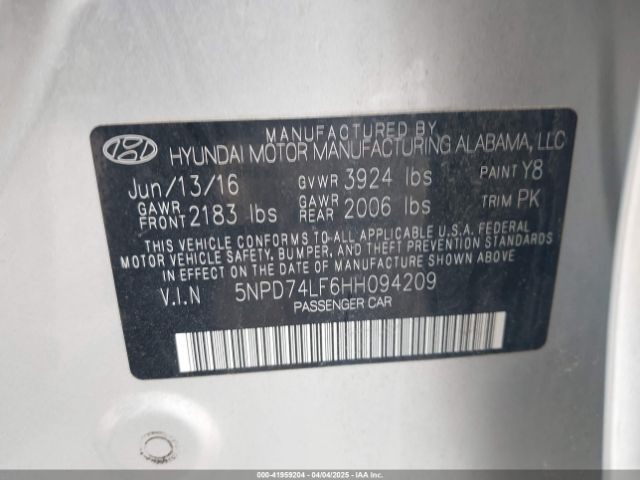 MANUFACTURED BY
HYUNDAI MOTOR MANUFACTURING ALABAMA, LLC
Jun/13/16 GVWR 3924 lbs PAINT Y8
GAWR FRONT 2183 lbs GAWR REAR 2006 lbs TRIM PK
THIS VEHICLE CONFORMS TO ALL APPLICABLE U.S.A. FEDERAL
MOTOR VEHICLE SAFETY, BUMPER, AND THEFT PREVENTION STANDARDS
IN EFFECT ON THE DATE OF MANUFACTURE SHOWN ABOVE.
V.I.N 5NPD74LF6HH094209
PASSENGER CAR
000-41959204 - 04/04/2025 - IAAI.COM